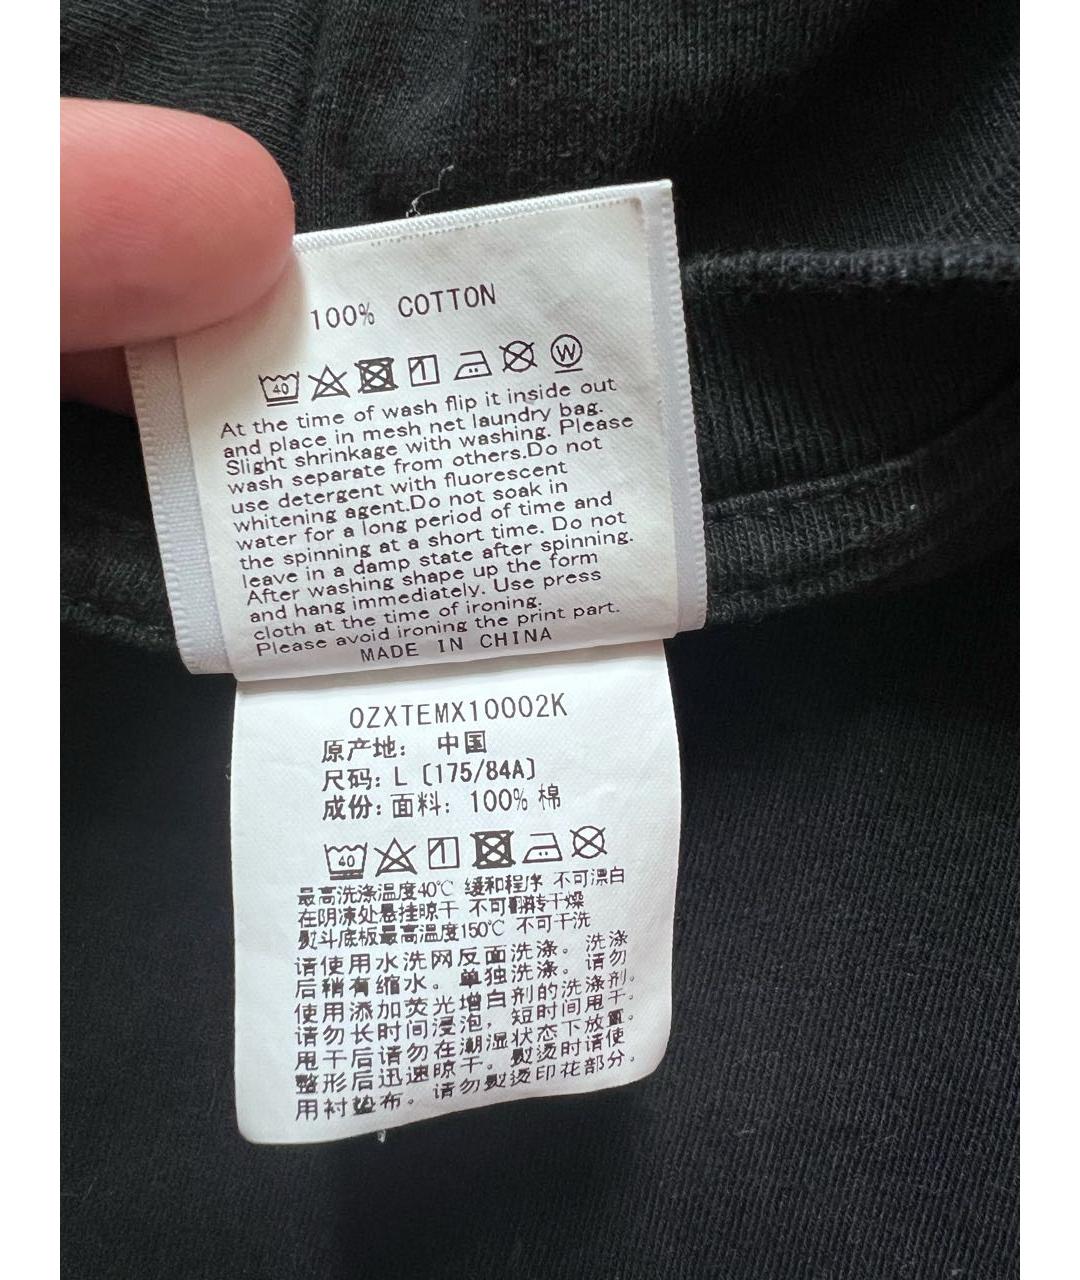 100% COTTON
40 W
At the time of wash flip it inside out
and place in mesh net laundry bag.
Slight shrinkage with washing. Please
wash separate from others.Do not
use detergent with fluorescent
whitening agent.Do not soak in
water for a long period of time and
the spinning at a short time. Do not
leave in a damp state after spinning.
After washing shape up the form
and hang immediately. Use press
cloth at the time of ironing.
Please avoid ironing the print part.
MADE IN CHINA
OZXTEMX10002K
原产地: 中国
尺码: L (175/84A)
成份: 面料: 100% 棉
40
最高洗涤温度40℃ 缓和程序 不可漂白
在阴凉处悬挂晾干 不可翻转干燥
熨斗底板最高温度150℃ 不可干洗
请使用水洗网反面洗涤。洗涤
后稍有缩水。单独洗涤。请勿
使用添加荧光增白剂的洗涤剂。
请勿长时间浸泡，短时间甩干。
甩干后请勿在潮湿状态下放置。
整形后迅速晾干。熨烫时请使
用衬垫布。请勿熨烫印花部分。